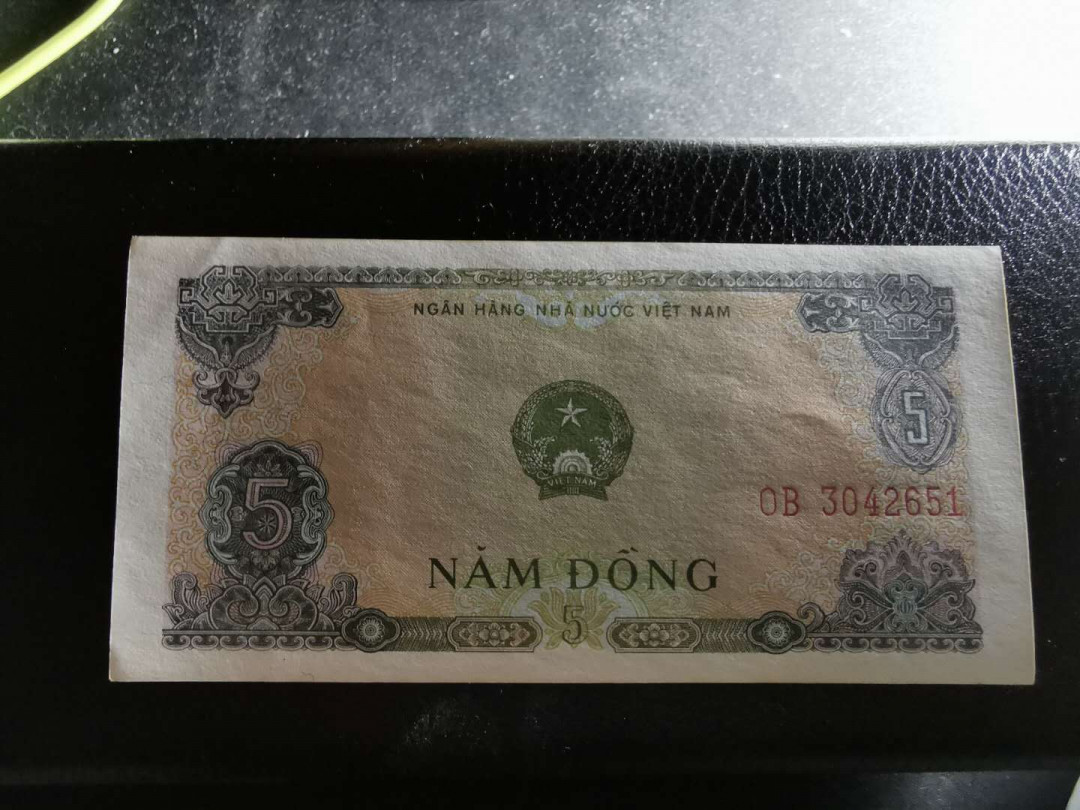 NGÂN HÀNG NHÀ NƯỚC VIỆT NAM
5
VIỆT NAM
5
OB 3042651
NĂM ĐỒNG
5